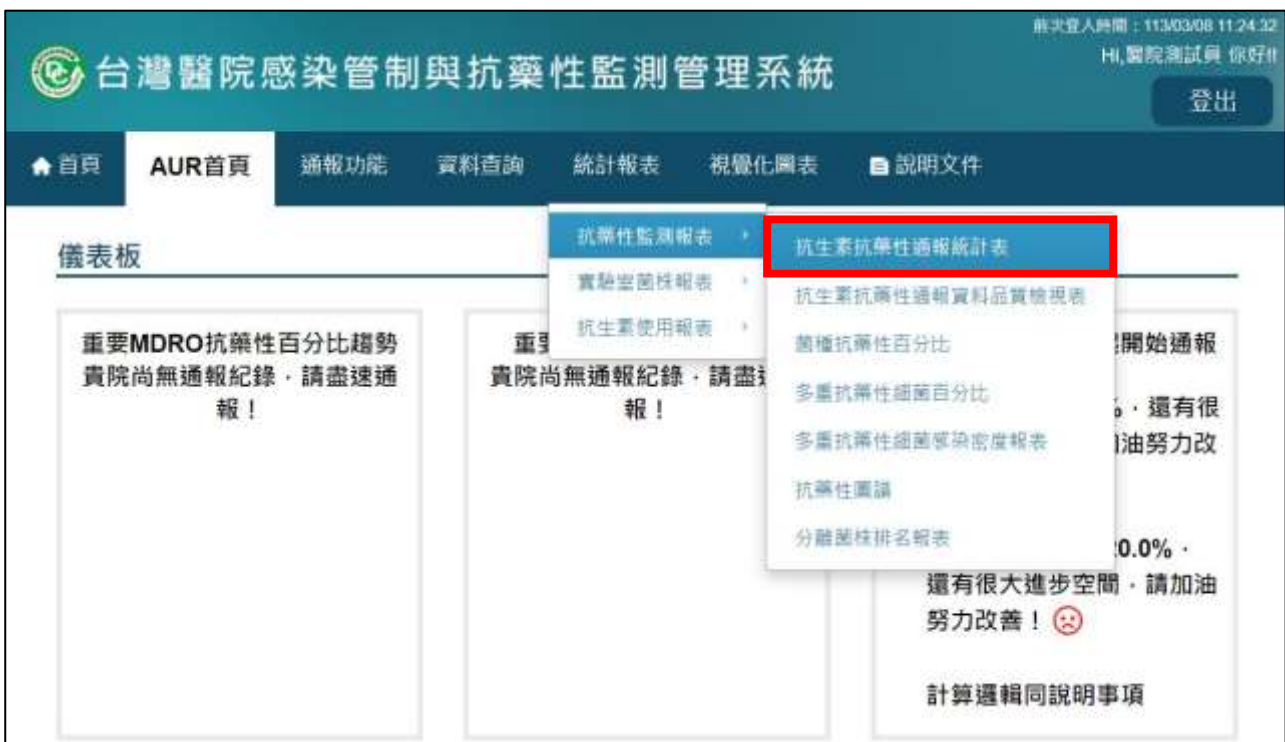 前次登入時間：113/03/08 11:24:32
Hi,醫院測試員 你好!!
台灣醫院感染管制與抗藥性監測管理系統
登出
首頁
AUR首頁
通報功能
資料查詢
統計報表
視覺化圖表
說明文件
抗藥性監測報表
實驗室菌株報表
抗生素使用報表
抗生素抗藥性通報統計表
抗生素抗藥性通報資料品質檢視表
菌種抗藥性百分比
多重抗藥性細菌百分比
多重抗藥性細菌感染密度報表
抗藥性圖譜
分離菌株排名報表
儀表板
重要MDRO抗藥性百分比趨勢
貴院尚無通報紀錄，請盡速通
報！
重
貴院尚無通報紀錄，請盡
報！
開始通報
，還有很
油努力改
0.0%，
還有很大進步空間，請加油
努力改善！
計算邏輯同說明事項